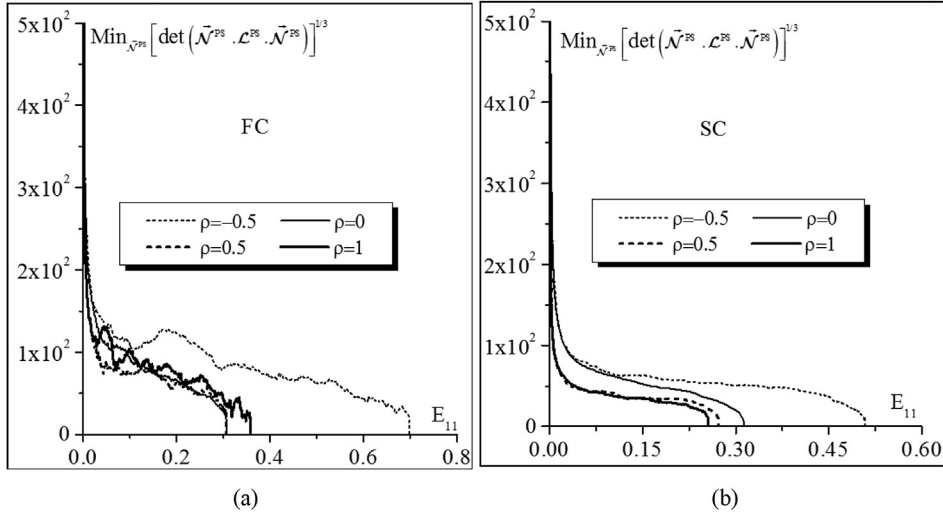 5x10²
Min_𝒩⃗ᴾˢ [det(𝒩⃗ᴾˢ . ℒᴾˢ . 𝒩⃗ᴾˢ)]^1/3
4x10²
FC
3x10²
ρ=−0.5 ρ=0
ρ=0.5 ρ=1
2x10²
1x10²
E₁₁
0
0.0 0.2 0.4 0.6 0.8
(a)
5x10²
Min_𝒩⃗ᴾˢ [det(𝒩⃗ᴾˢ . ℒᴾˢ . 𝒩⃗ᴾˢ)]^1/3
4x10²
SC
3x10²
ρ=−0.5 ρ=0
ρ=0.5 ρ=1
2x10²
1x10²
E₁₁
0
0.00 0.15 0.30 0.45 0.60
(b)